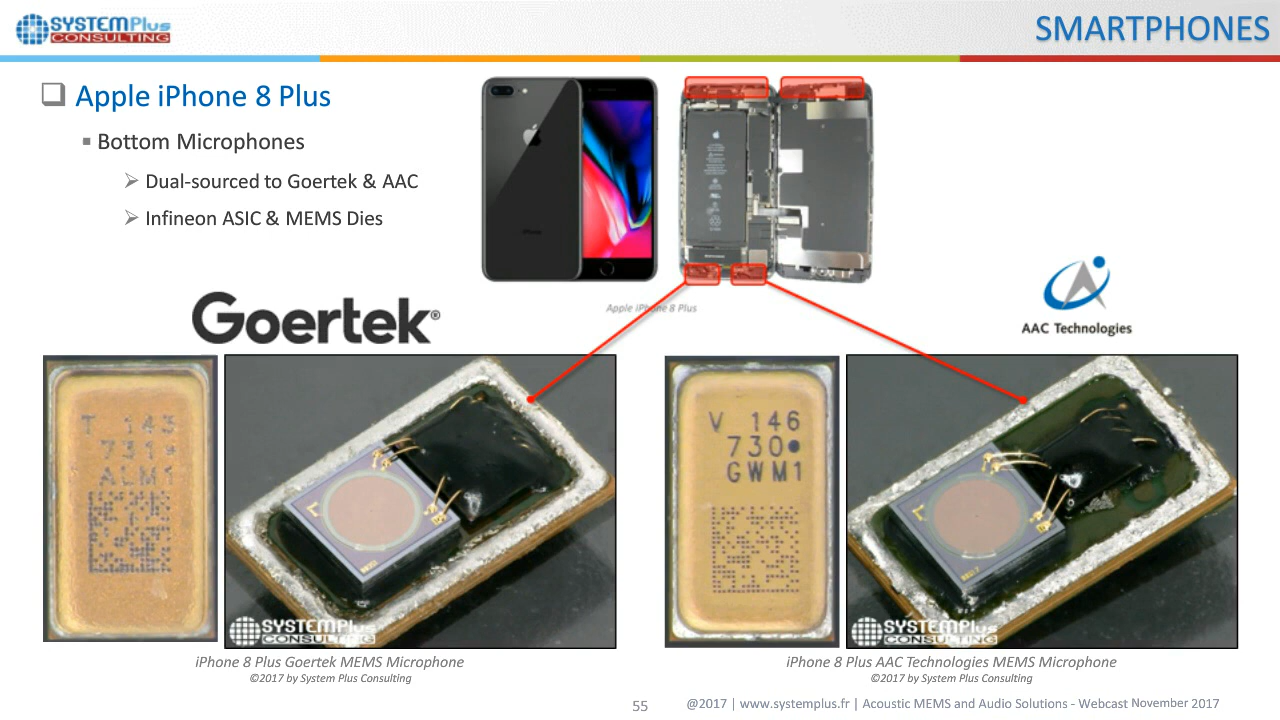 SYSTEMPlus
CONSULTING
SMARTPHONES
Apple iPhone 8 Plus
Bottom Microphones
Dual-sourced to Goertek & AAC
Infineon ASIC & MEMS Dies
iPhone
Apple iPhone 8 Plus
Goertek®
AAC Technologies
T 143
731
ALM1
V 146
730●
GWM1
SYSTEMPlus
CONSULTING
SYSTEMPlus
CONSULTING
iPhone 8 Plus Goertek MEMS Microphone
©2017 by System Plus Consulting
iPhone 8 Plus AAC Technologies MEMS Microphone
©2017 by System Plus Consulting
55
@2017 | www.systemplus.fr | Acoustic MEMS and Audio Solutions - Webcast November 2017